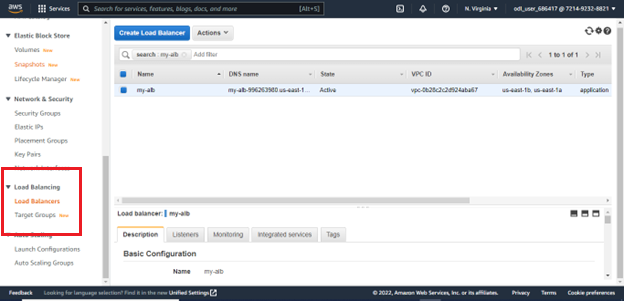 aws
Services
Search for services, features, blogs, docs, and more
[Alt+S]
N. Virginia
odl_user_686417 @ 7214-9232-8821
Elastic Block Store
Volumes New
Snapshots New
Lifecycle Manager New
Network & Security
Security Groups
Elastic IPs
Placement Groups
Key Pairs
Load Balancing
Load Balancers
Target Groups New
Auto Scaling
Launch Configurations
Auto Scaling Groups
Create Load Balancer
Actions
search : my-alb
Add filter
1 to 1 of 1
Name DNS name State VPC ID Availability Zones Type
my-alb my-alb-996263980.us-east-1... Active vpc-0b28c2c2d924aba67 us-east-1b, us-east-1a application
Load balancer: my-alb
Description Listeners Monitoring Integrated services Tags
Basic Configuration
Name my-alb
Feedback
Looking for language selection? Find it in the new Unified Settings
© 2022, Amazon Web Services, Inc. or its affiliates.
Privacy Terms Cookie preferences